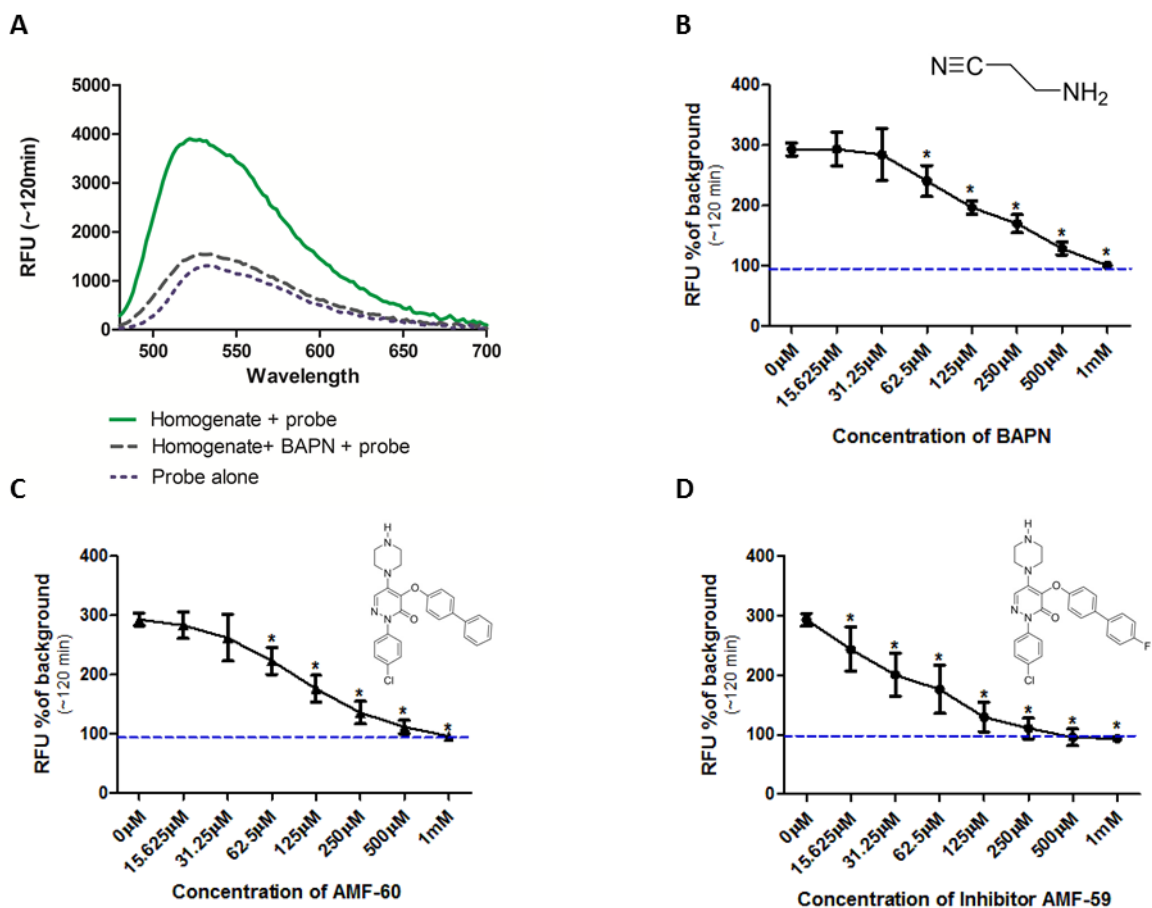 A
5000
4000
3000
2000
1000
0
RFU (~120min)
500
550
600
650
700
Wavelength
Homogenate + probe
Homogenate+ BAPN + probe
Probe alone
B
N≡C
NH2
400
300
200
100
0
RFU %of background
(~120 min)
*
*
*
*
*
0µM
15.625µM
31.25µM
62.5µM
125µM
250µM
500µM
1mM
Concentration of BAPN
C
H
N
N
O
N
N
O
Cl
400
300
200
100
0
RFU %of background
(~120 min)
*
*
*
*
*
0µM
15.625µM
31.25µM
62.5µM
125µM
250µM
500µM
1mM
Concentration of AMF-60
D
H
N
N
O
N
N
O
F
Cl
400
300
200
100
0
RFU %of background
(~120 min)
*
*
*
*
*
*
*
0µM
15.625µM
31.25µM
62.5µM
125µM
250µM
500µM
1mM
Concentration of Inhibitor AMF-59